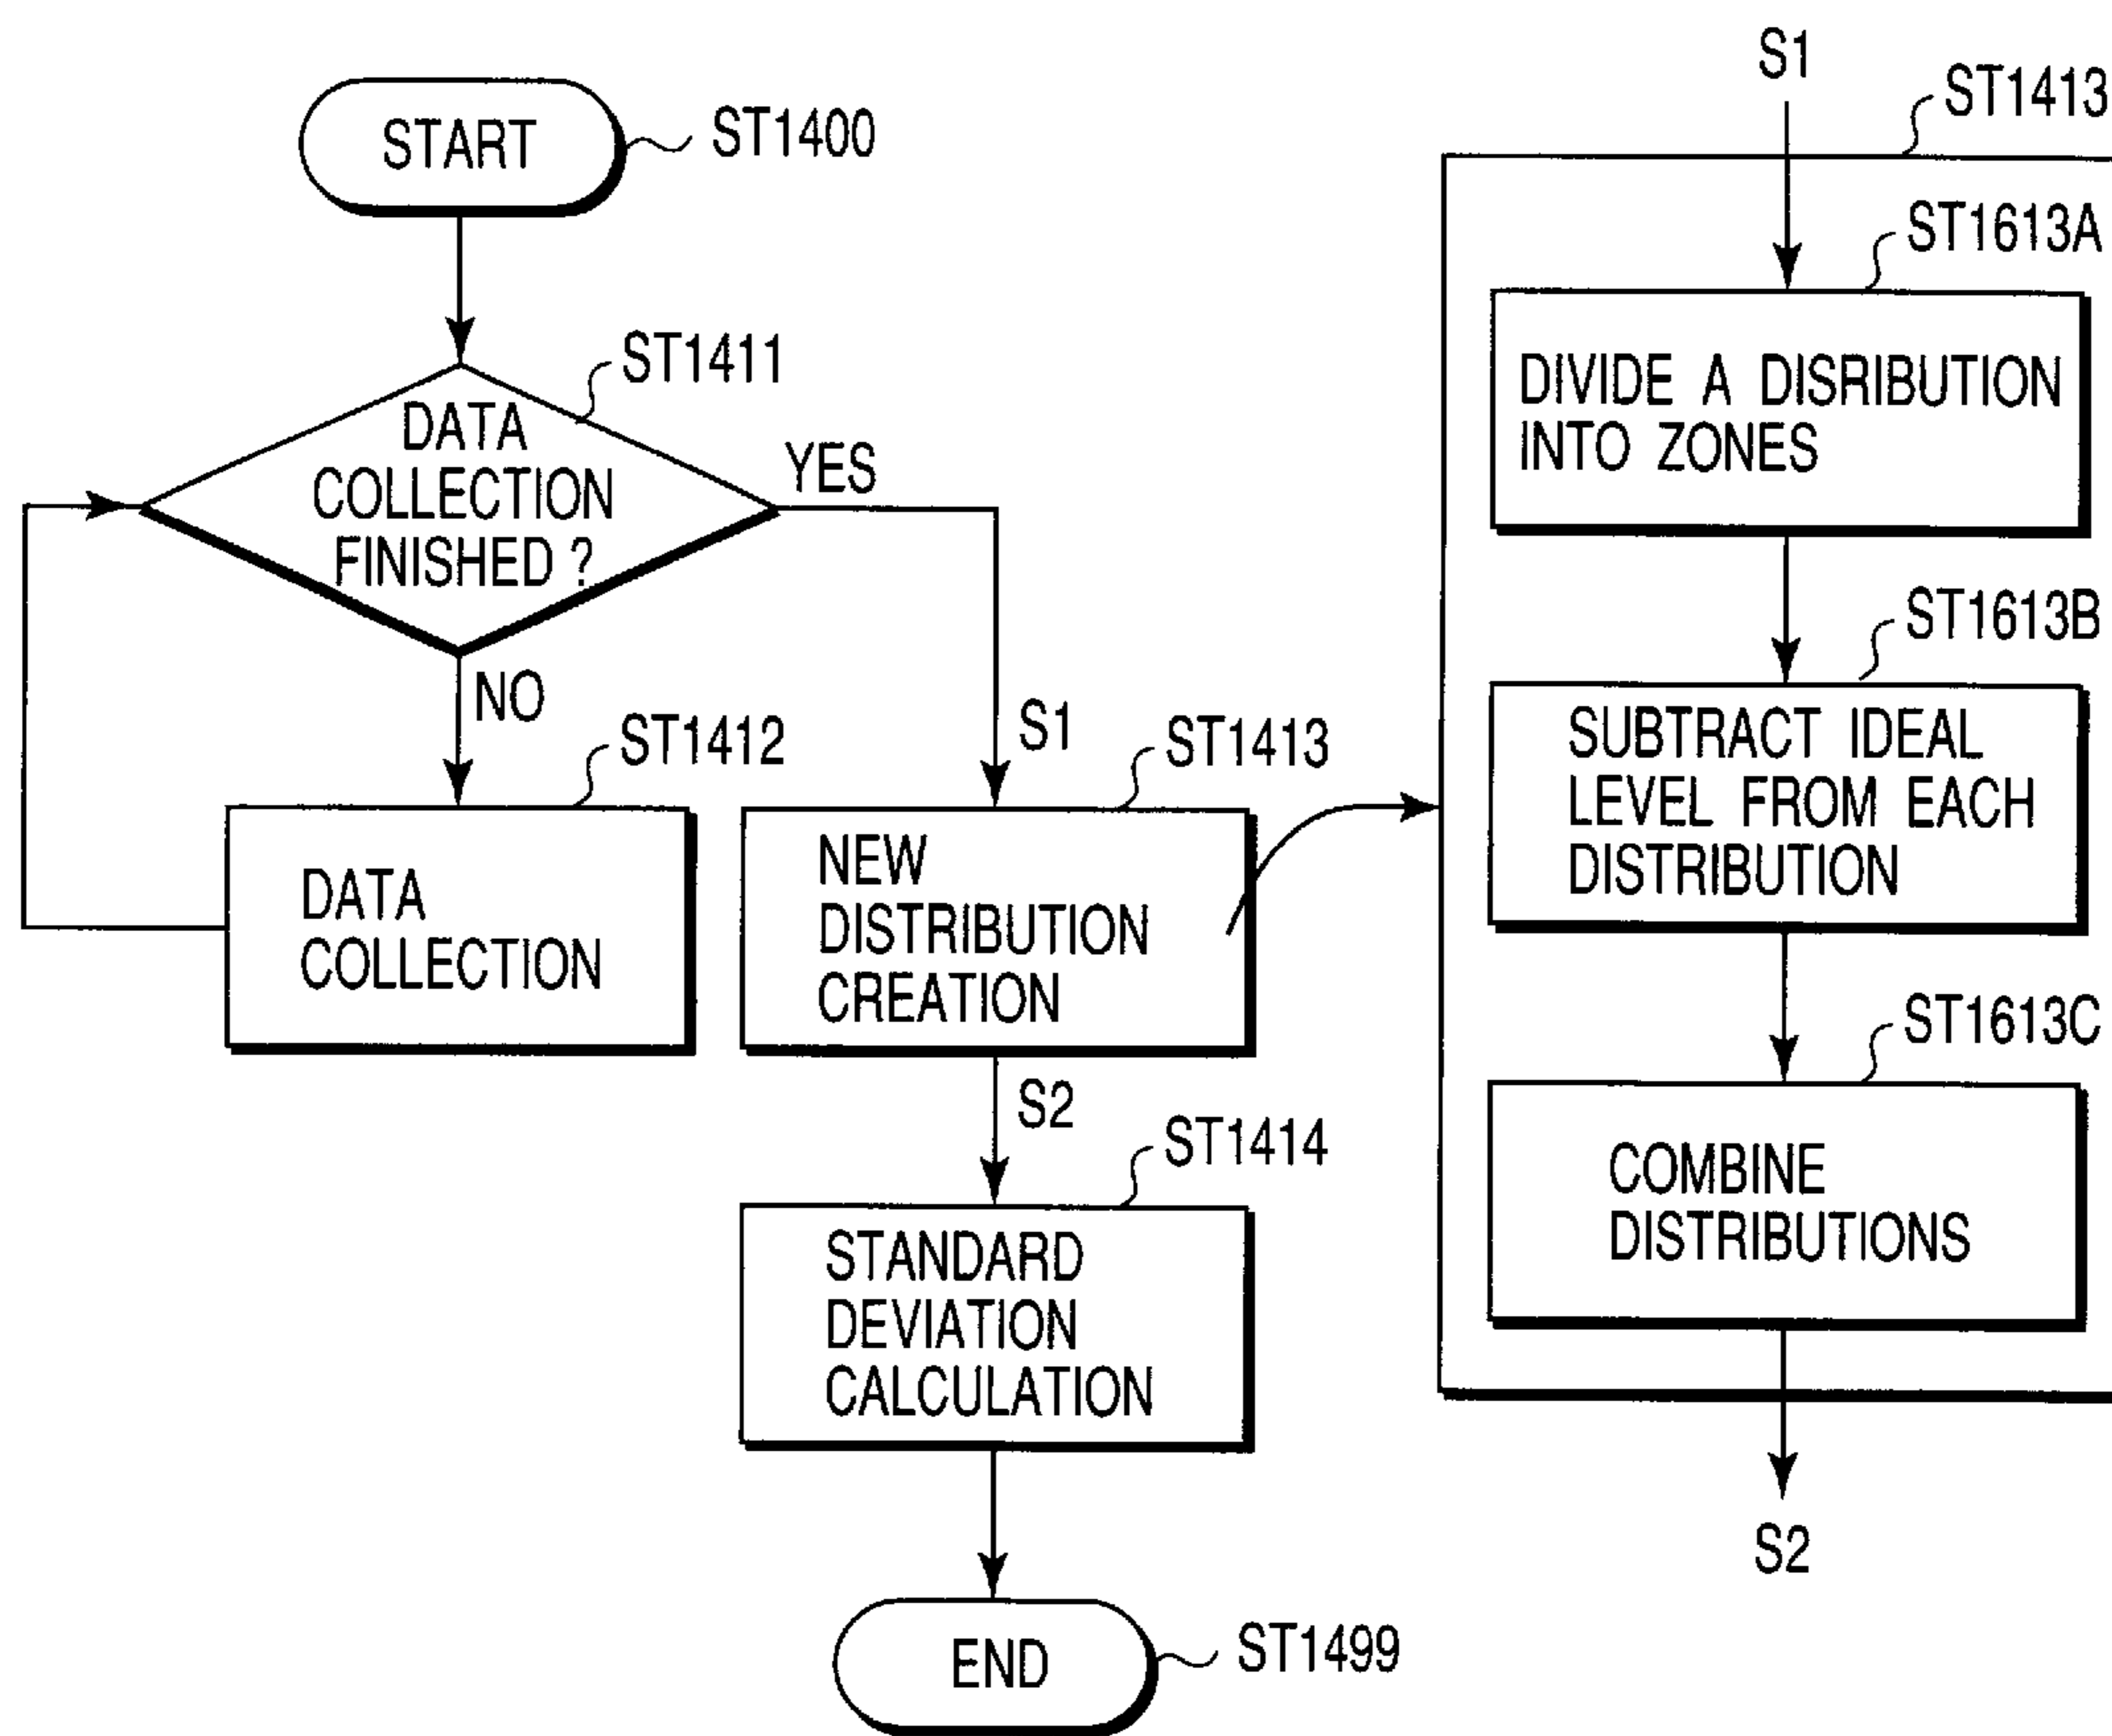 START
ST1400
ST1411
DATA
COLLECTION
FINISHED ?
YES
NO
ST1412
DATA
COLLECTION
S1
ST1413
NEW
DISTRIBUTION
CREATION
S2
ST1414
STANDARD
DEVIATION
CALCULATION
END
ST1499
S1
ST1413
ST1613A
DIVIDE A DISRIBUTION
INTO ZONES
ST1613B
SUBTRACT IDEAL
LEVEL FROM EACH
DISTRIBUTION
ST1613C
COMBINE
DISTRIBUTIONS
S2